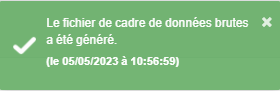 Le fichier de cadre de données brutes
a été généré.
(le 05/05/2023 à 10:56:59)